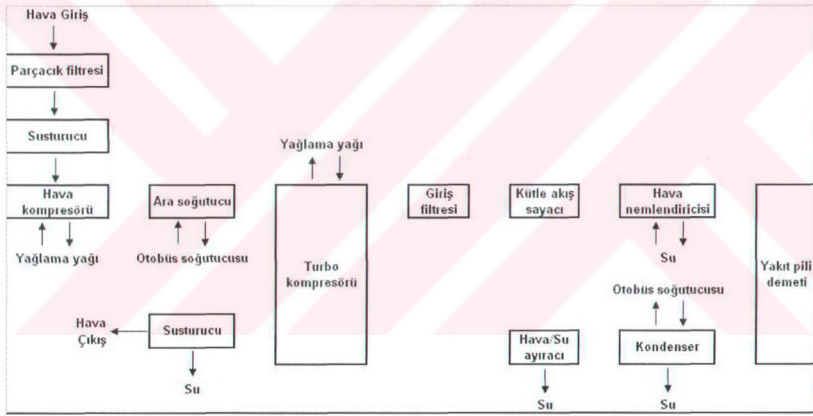 Hava Giriş
Parçacık filtresi
Susturucu
Hava
kompresörü
Yağlama yağı
Ara soğutucu
Otobüs soğutucusu
Hava
Çıkış
Susturucu
Su
Yağlama yağı
Turbo
kompresörü
Giriş
filtresi
Kütle akış
sayacı
Hava
nemlendiricisi
Su
Otobüs soğutucusu
Hava/Su
ayıracı
Su
Kondenser
Su
Yakıt pili
demeti